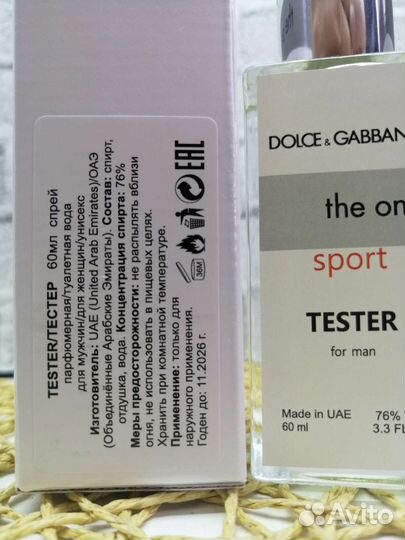 TESTER/ТЕСТЕР 60мл спрей
парфюмерная/туалетная вода
для мужчин/для женщин/унисекс
Изготовитель: UAE (United Arab Emirates)/ОАЭ
(Объединённые Арабские Эмираты). Состав: спирт,
отдушка, вода. Концентрация спирта: 76%
Меры предосторожности: не распылять вблизи
огня, не использовать в пищевых целях.
Хранить при комнатной температуре.
Применение: только для
наружного применения.
Годен до: 11.2026 г.
EAC
36M
DOLCE & GABBAN
the on
sport
TESTER
for man
Made in UAE 76%
60 ml 3.3 Fl
Avito